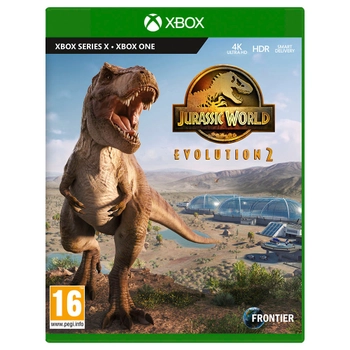 XBOX
XBOX SERIES X • XBOX ONE
4K
ULTRA HD
HDR
SMART
DELIVERY
JURASSIC WORLD
EVOLUTION 2
16
www.pegi.info
FRONTIER